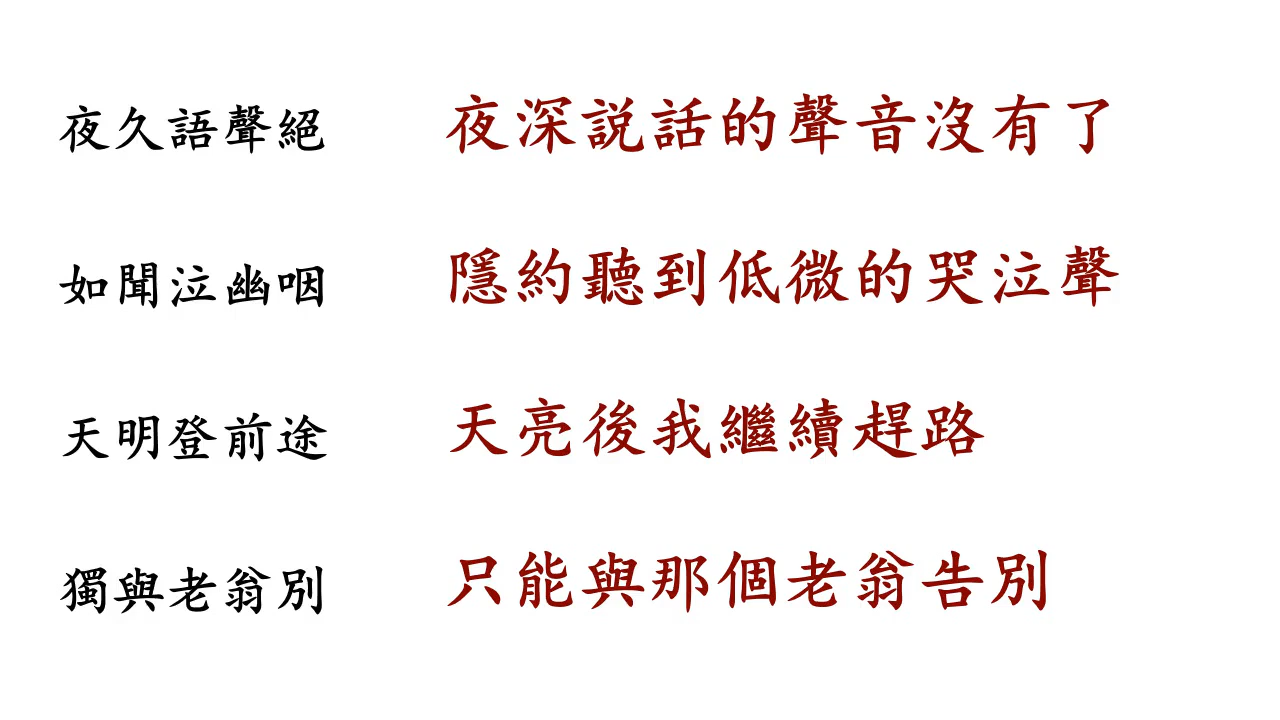 夜久語聲絕 夜深説話的聲音沒有了
如聞泣幽咽 隱約聽到低微的哭泣聲
天明登前途 天亮後我繼續趕路
獨與老翁別 只能與那個老翁告別